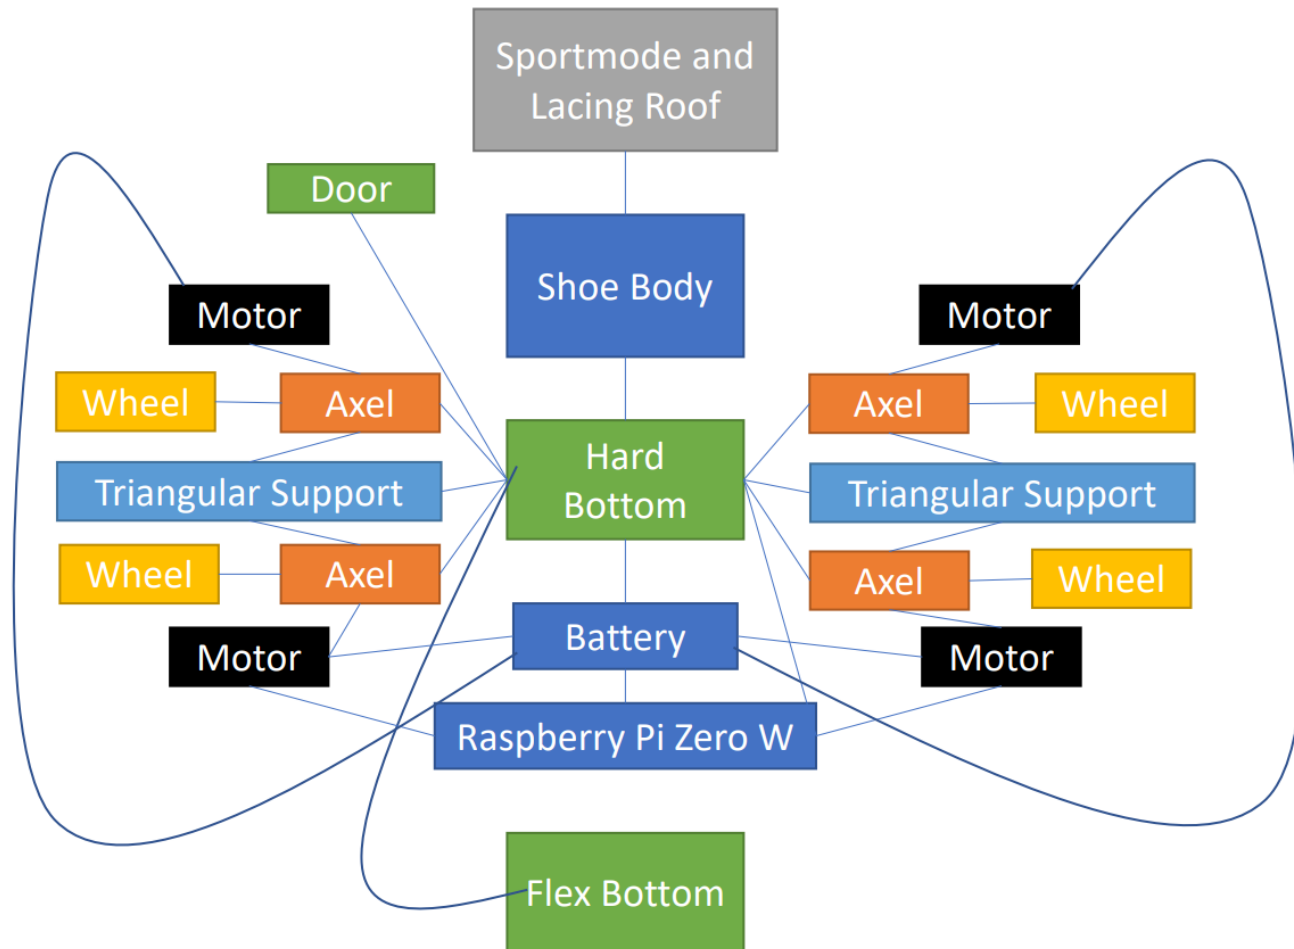 Sportmode and
Lacing Roof
Door
Shoe Body
Motor
Motor
Wheel
Axel
Axel
Wheel
Hard
Bottom
Triangular Support
Triangular Support
Wheel
Axel
Axel
Wheel
Battery
Motor
Motor
Raspberry Pi Zero W
Flex Bottom